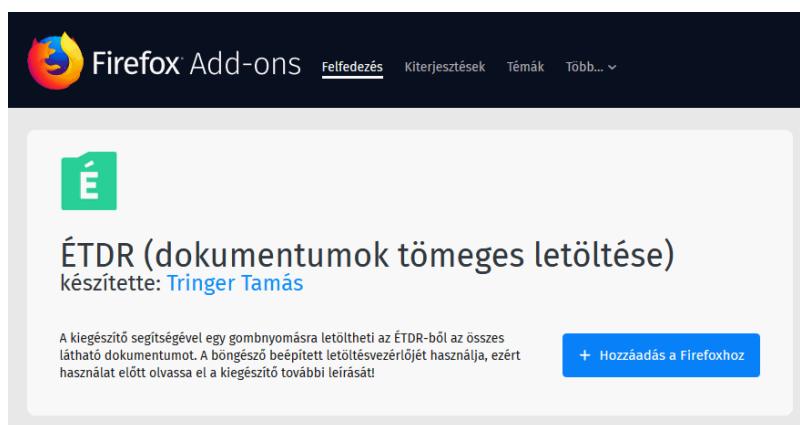 Firefox Add-ons Felfedezés Kiterjesztések Témák Több...
É
ÉTDR (dokumentumok tömeges letöltése)
készítette: Tringer Tamás
A kiegészítő segítségével egy gombnyomásra letöltheti az ÉTDR-ből az összes
látható dokumentumot. A böngésző beépített letöltésvezérlőjét használja, ezért
használat előtt olvassa el a kiegészítő további leírását!
+ Hozzáadás a Firefoxhoz